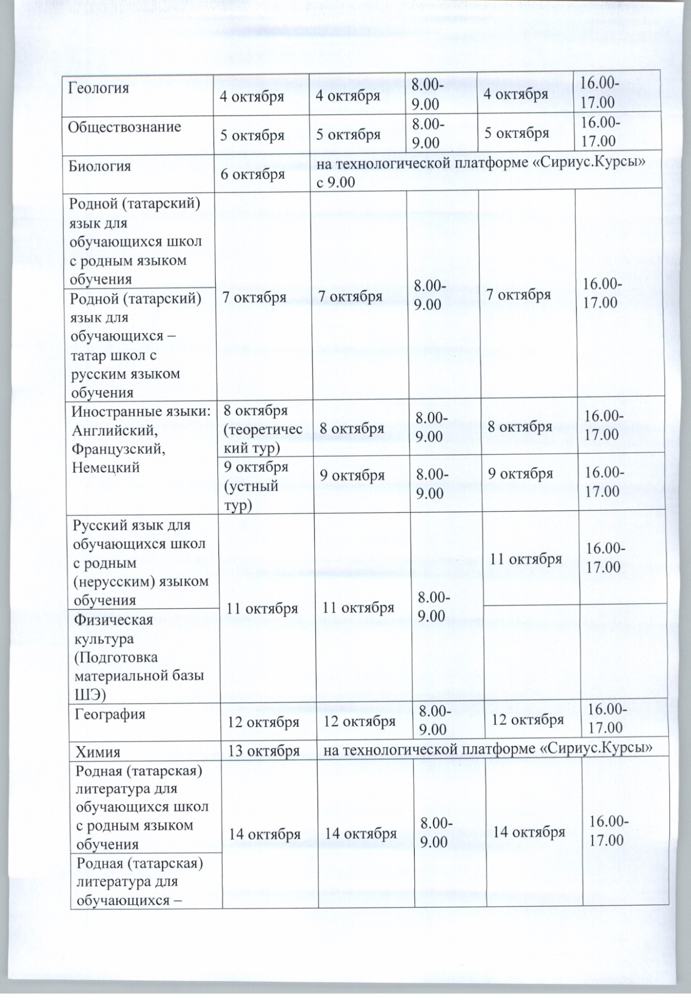 Геология
4 октября
4 октября
8.00-
9.00
4 октября
16.00-
17.00
Обществознание
5 октября
5 октября
8.00-
9.00
5 октября
16.00-
17.00
Биология
6 октября
на технологической платформе «Сириус.Курсы»
с 9.00
Родной (татарский)
язык для
обучающихся школ
с родным языком
обучения
Родной (татарский)
язык для
обучающихся –
татар школ с
русским языком
обучения
7 октября
7 октября
8.00-
9.00
7 октября
16.00-
17.00
Иностранные языки:
Английский,
Французский,
Немецкий
8 октября
(теоретичес
кий тур)
8 октября
8.00-
9.00
8 октября
16.00-
17.00
9 октября
(устный
тур)
9 октября
8.00-
9.00
9 октября
16.00-
17.00
Русский язык для
обучающихся школ
с родным
(нерусским) языком
обучения
Физическая
культура
(Подготовка
материальной базы
ШЭ)
11 октября
11 октября
8.00-
9.00
11 октября
16.00-
17.00
География
12 октября
12 октября
8.00-
9.00
12 октября
16.00-
17.00
Химия
13 октября
на технологической платформе «Сириус.Курсы»
Родная (татарская)
литература для
обучающихся школ
с родным языком
обучения
Родная (татарская)
литература для
обучающихся –
14 октября
14 октября
8.00-
9.00
14 октября
16.00-
17.00